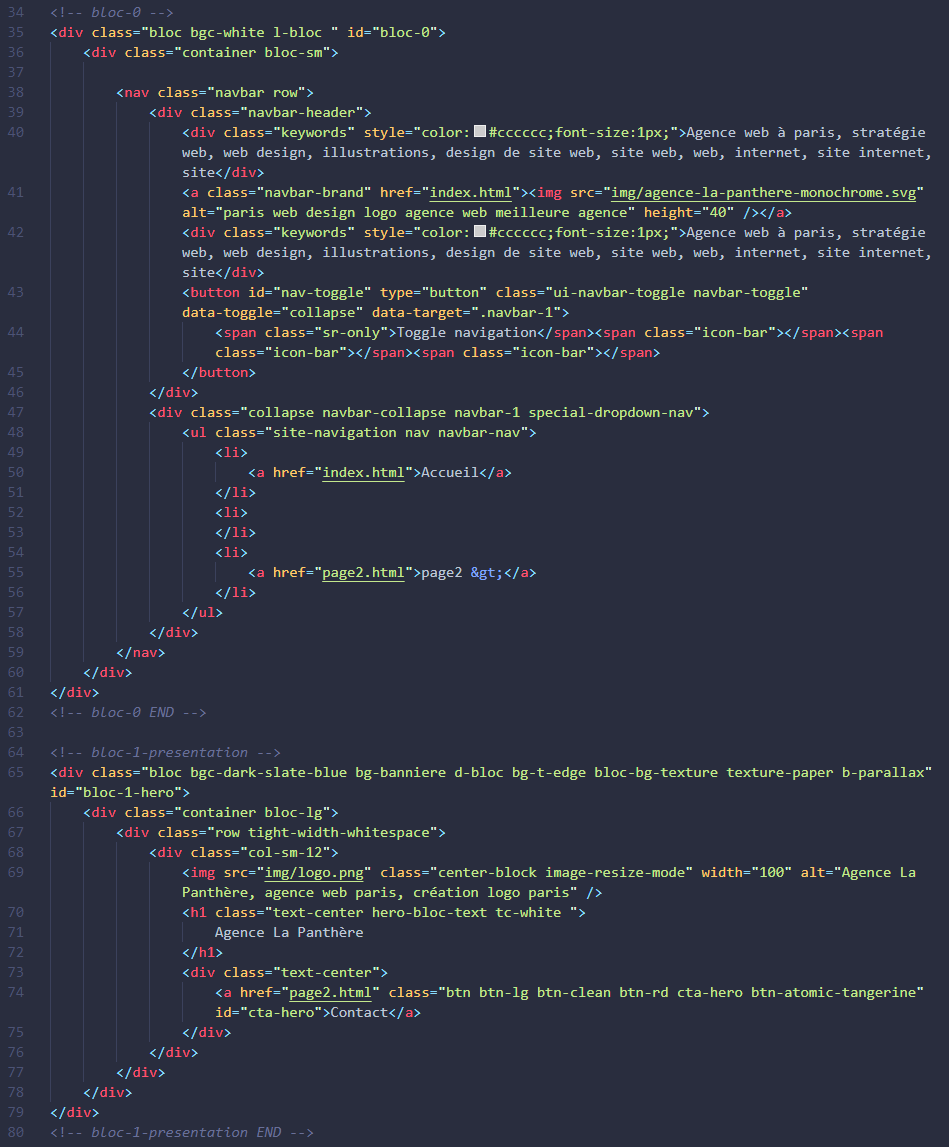 34 <!-- bloc-0 -->
35 <div class="bloc bgc-white l-bloc " id="bloc-0">
36 <div class="container bloc-sm">
37
38 <nav class="navbar row">
39 <div class="navbar-header">
40 <div class="keywords" style="color:#cccccc;font-size:1px;">Agence web à paris, stratégie
web, web design, illustrations, design de site web, site web, web, internet, site internet,
site</div>
41 <a class="navbar-brand" href="index.html"><img src="img/agence-la-panthere-monochrome.svg"
alt="paris web design logo agence web meilleure agence" height="40" /></a>
42 <div class="keywords" style="color:#cccccc;font-size:1px;">Agence web à paris, stratégie
web, web design, illustrations, design de site web, site web, web, internet, site internet,
site</div>
43 <button id="nav-toggle" type="button" class="ui-navbar-toggle navbar-toggle"
data-toggle="collapse" data-target=".navbar-1">
44 <span class="sr-only">Toggle navigation</span><span class="icon-bar"></span><span
class="icon-bar"></span><span class="icon-bar"></span>
45 </button>
46 </div>
47 <div class="collapse navbar-collapse navbar-1 special-dropdown-nav">
48 <ul class="site-navigation nav navbar-nav">
49 <li>
50 <a href="index.html">Accueil</a>
51 </li>
52 <li>
53 </li>
54 <li>
55 <a href="page2.html">page2 &gt;</a>
56 </li>
57 </ul>
58 </div>
59 </nav>
60 </div>
61 </div>
62 <!-- bloc-0 END -->
63
64 <!-- bloc-1-presentation -->
65 <div class="bloc bgc-dark-slate-blue bg-banniere d-bloc bg-t-edge bloc-bg-texture texture-paper b-parallax"
id="bloc-1-hero">
66 <div class="container bloc-lg">
67 <div class="row tight-width-whitespace">
68 <div class="col-sm-12">
69 <img src="img/logo.png" class="center-block image-resize-mode" width="100" alt="Agence La
Panthère, agence web paris, création logo paris" />
70 <h1 class="text-center hero-bloc-text tc-white ">
71 Agence La Panthère
72 </h1>
73 <div class="text-center">
74 <a href="page2.html" class="btn btn-lg btn-clean btn-rd cta-hero btn-atomic-tangerine"
id="cta-hero">Contact</a>
75 </div>
76 </div>
77 </div>
78 </div>
79 </div>
80 <!-- bloc-1-presentation END -->